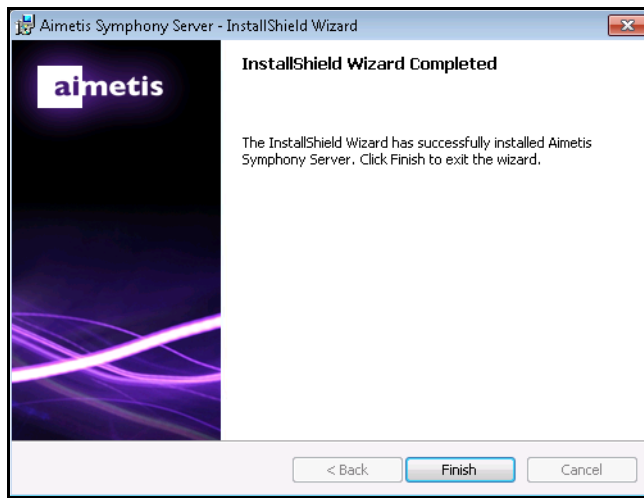 Aimetis Symphony Server - InstallShield Wizard
aimetis
InstallShield Wizard Completed
The InstallShield Wizard has successfully installed Aimetis
Symphony Server. Click Finish to exit the wizard.
< Back
Finish
Cancel